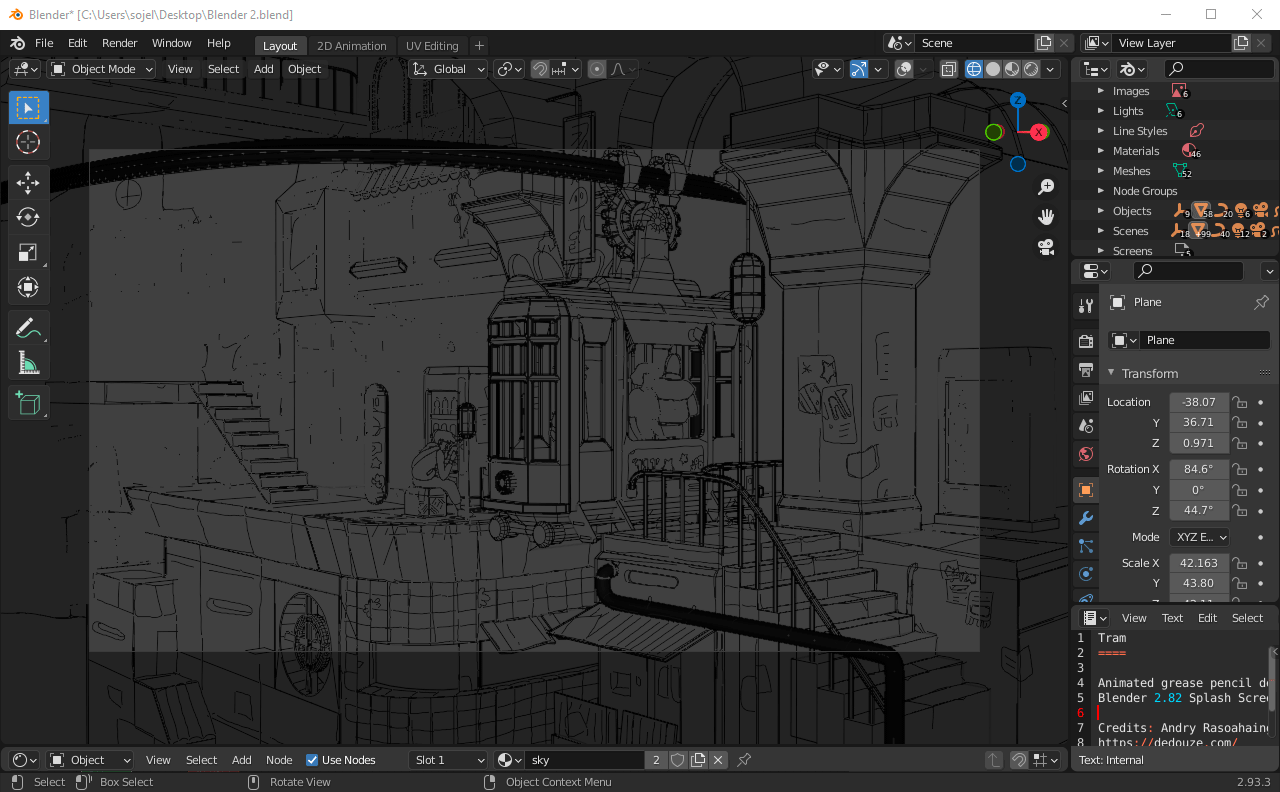 Blender* [C:\Users\sojel\Desktop\Blender 2.blend]
File Edit Render Window Help Layout 2D Animation UV Editing + Scene View Layer
Object Mode View Select Add Object Global
Z
X
Images 6
Lights 6
Line Styles
Materials 46
Meshes 52
Node Groups
Objects 9 58 20 6
Scenes 18 +99 40 12 2
Screens 5
Plane
Plane
Transform
Location -38.07
Y 36.71
Z 0.971
Rotation X 84.6°
Y 0°
Z 44.7°
Mode XYZ E...
Scale X 42.163
Y 43.80
View Text Edit Select
1 Tram
2 ====
3
4 Animated grease pencil de
5 Blender 2.82 Splash Scree
6
7 Credits: Andry Rasoahaing
8 https://dedouze.com/
Text: Internal
Object View Select Add Node Use Nodes Slot 1 sky 2
Select Box Select Rotate View Object Context Menu 2.93.3